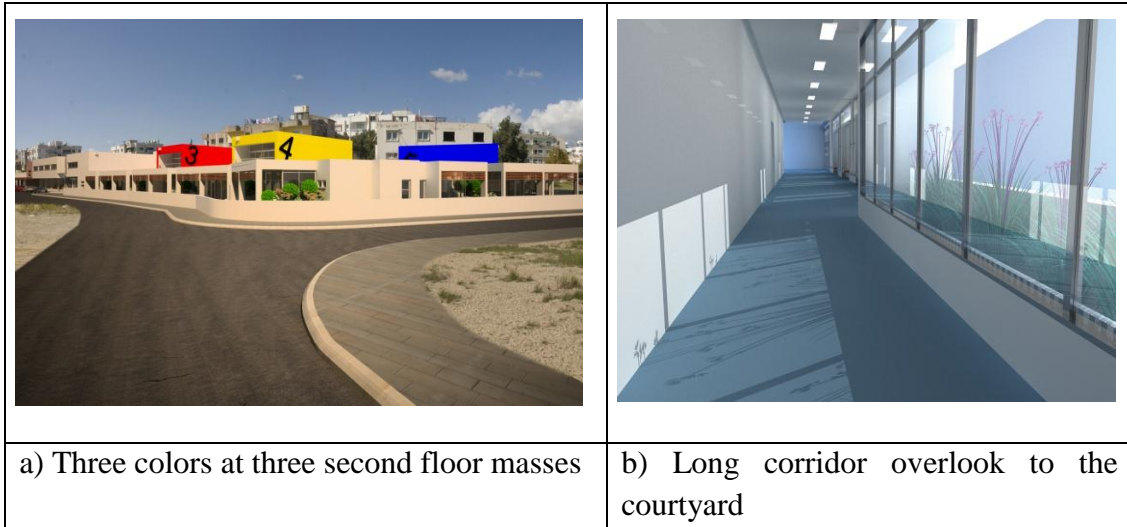 3
4
a) Three colors at three second floor masses
b) Long corridor overlook to the
courtyard